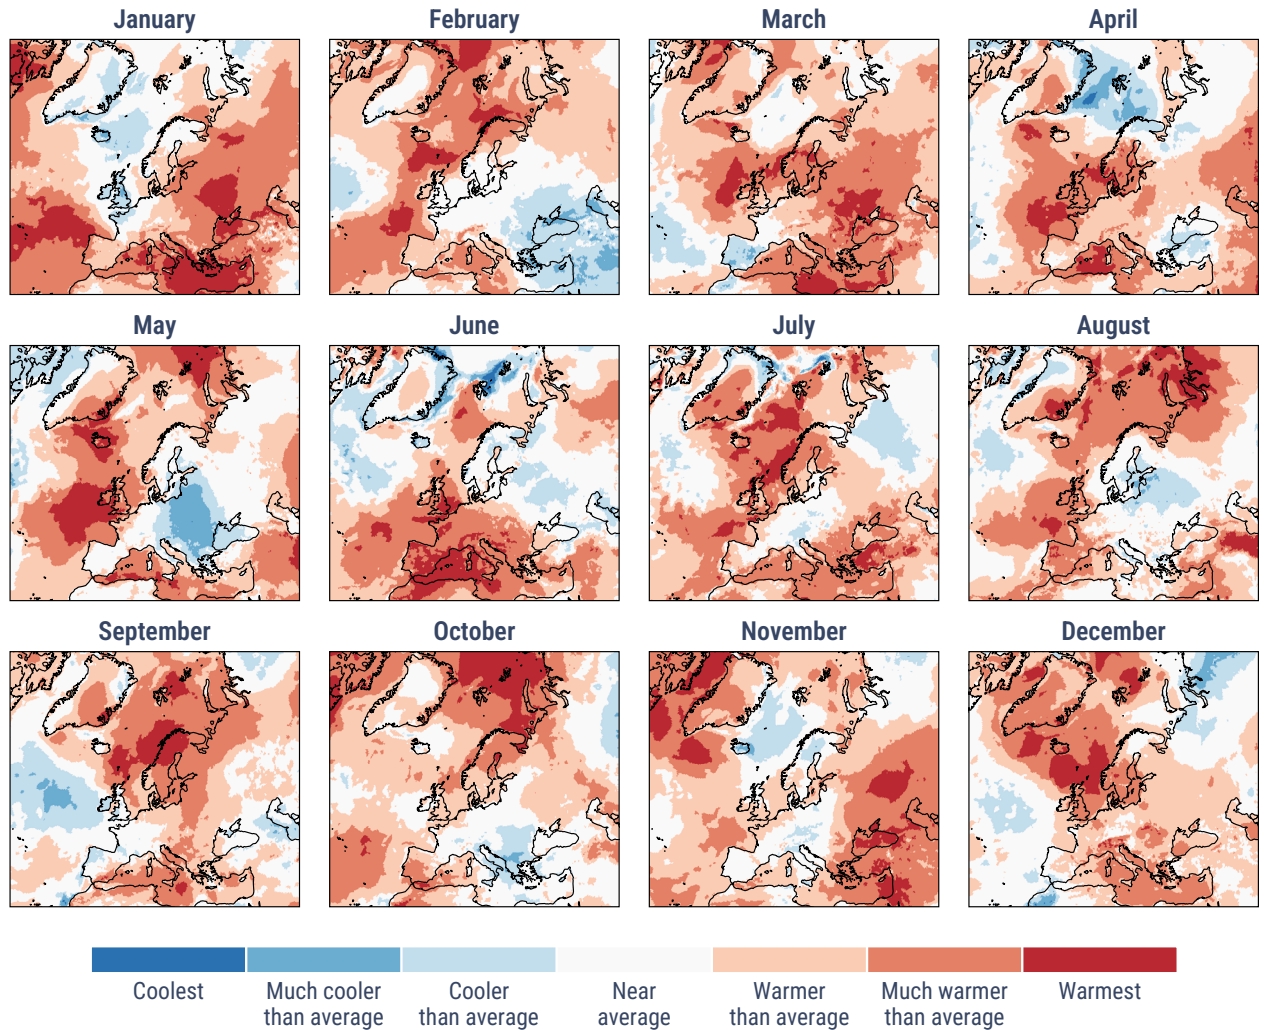 January
February
March
April
May
June
July
August
September
October
November
December
Coolest
Much cooler
than average
Cooler
than average
Near
average
Warmer
than average
Much warmer
than average
Warmest